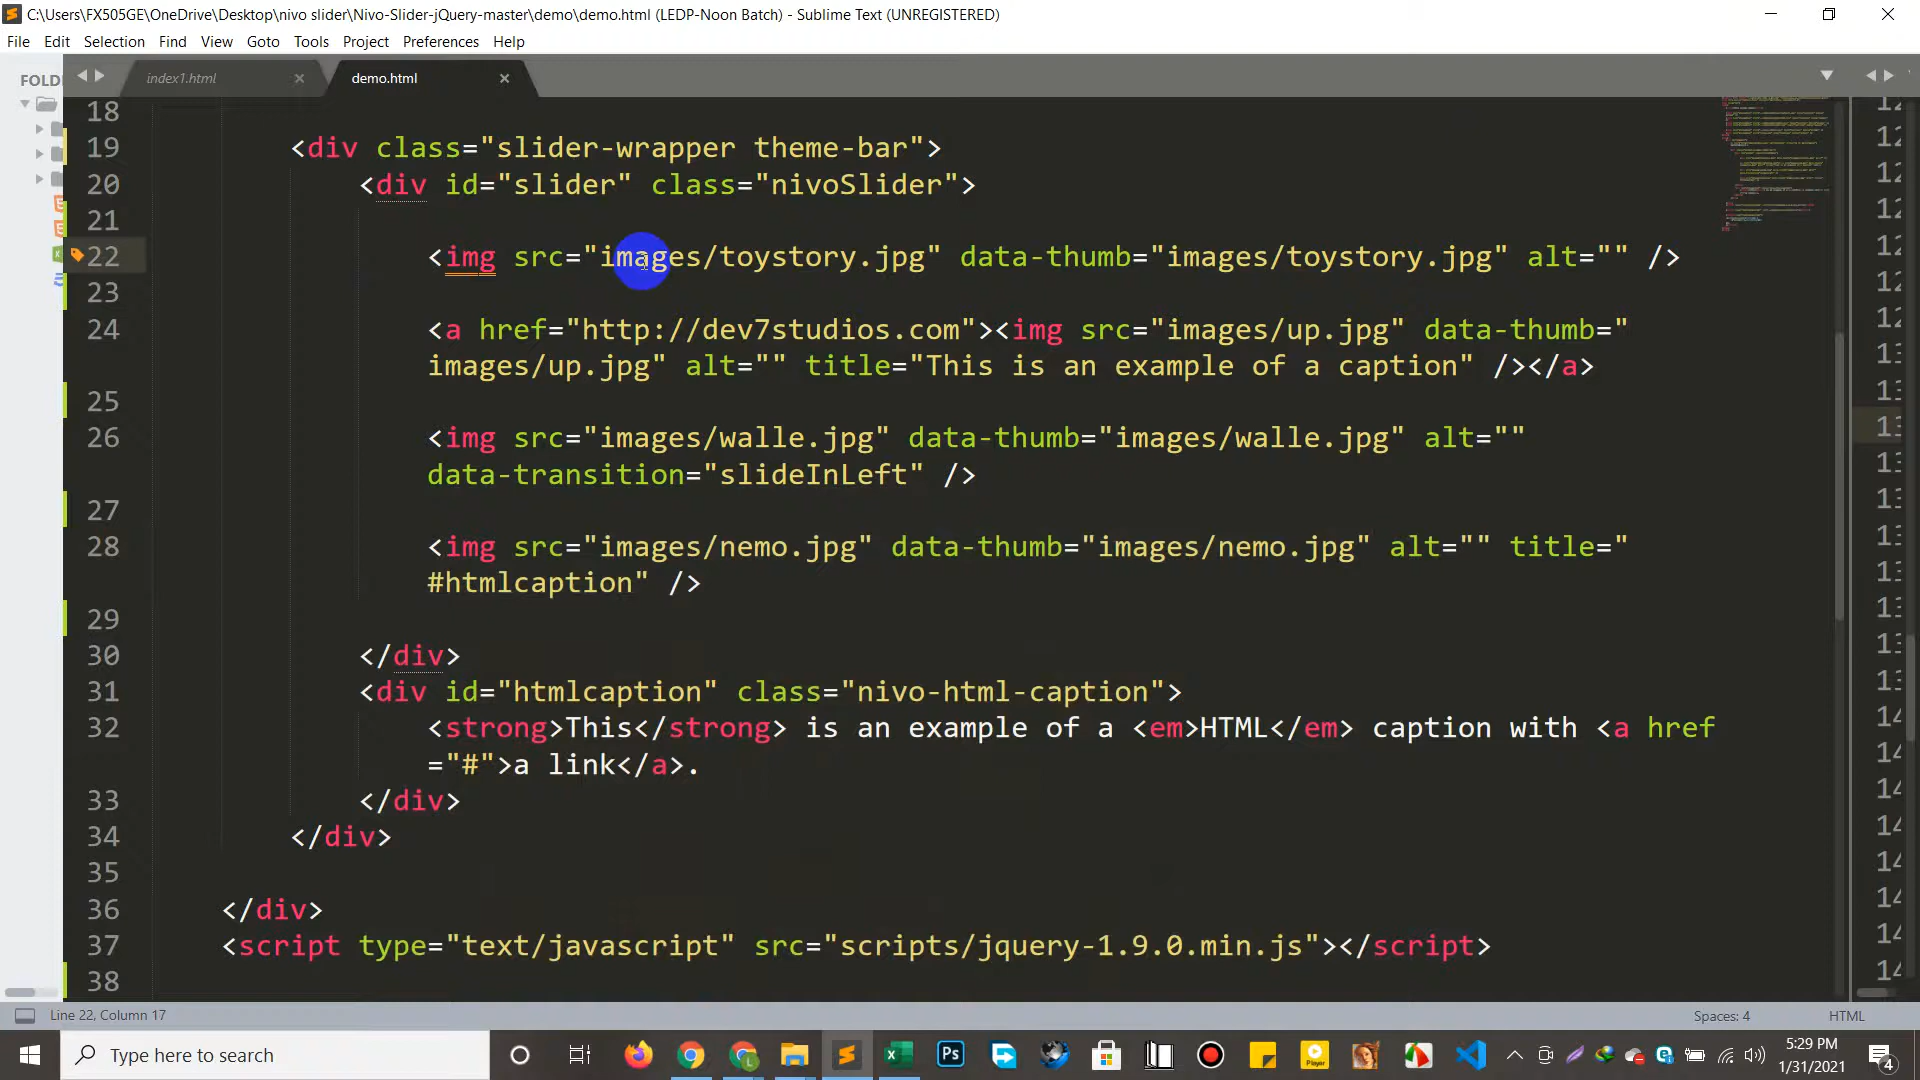 C:\Users\FX505GE\OneDrive\Desktop\nivo slider\Nivo-Slider-jQuery-master\demo\demo.html (LEDP-Noon Batch) - Sublime Text (UNREGISTERED)
File Edit Selection Find View Goto Tools Project Preferences Help
FOLD
index1.html
demo.html
18
19 <div class="slider-wrapper theme-bar">
20 <div id="slider" class="nivoSlider">
21
22 <img src="images/toystory.jpg" data-thumb="images/toystory.jpg" alt="" />
23
24 <a href="http://dev7studios.com"><img src="images/up.jpg" data-thumb="
images/up.jpg" alt="" title="This is an example of a caption" /></a>
25
26 <img src="images/walle.jpg" data-thumb="images/walle.jpg" alt=""
data-transition="slideInLeft" />
27
28 <img src="images/nemo.jpg" data-thumb="images/nemo.jpg" alt="" title="
#htmlcaption" />
29
30 </div>
31 <div id="htmlcaption" class="nivo-html-caption">
32 <strong>This</strong> is an example of a <em>HTML</em> caption with <a href
="#">a link</a>.
33 </div>
34 </div>
35
36 </div>
37 <script type="text/javascript" src="scripts/jquery-1.9.0.min.js"></script>
38
Line 22, Column 17
Spaces: 4
HTML
Type here to search
Ps
Player
5:29 PM
1/31/2021
4